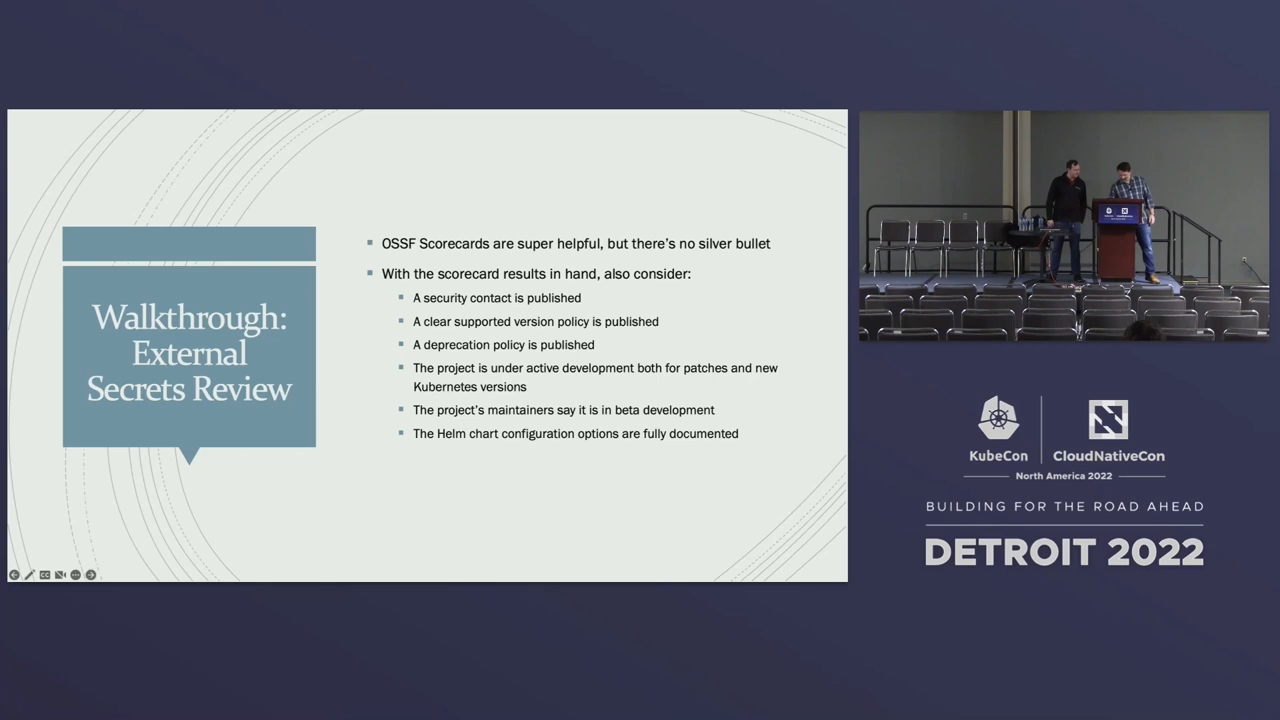 Walkthrough:
External
Secrets Review
OSSF Scorecards are super helpful, but there's no silver bullet
With the scorecard results in hand, also consider:
A security contact is published
A clear supported version policy is published
A deprecation policy is published
The project is under active development both for patches and new
Kubernetes versions
The project's maintainers say it is in beta development
The Helm chart configuration options are fully documented
KubeCon
CloudNativeCon
North America 2022
BUILDING FOR THE ROAD AHEAD
DETROIT 2022